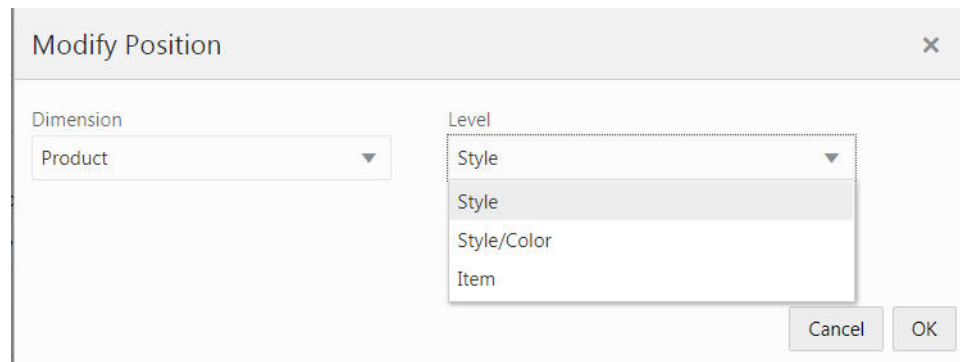 Modify Position
Dimension
Level
Product
Style
Style
Style/Color
Item
Cancel
OK